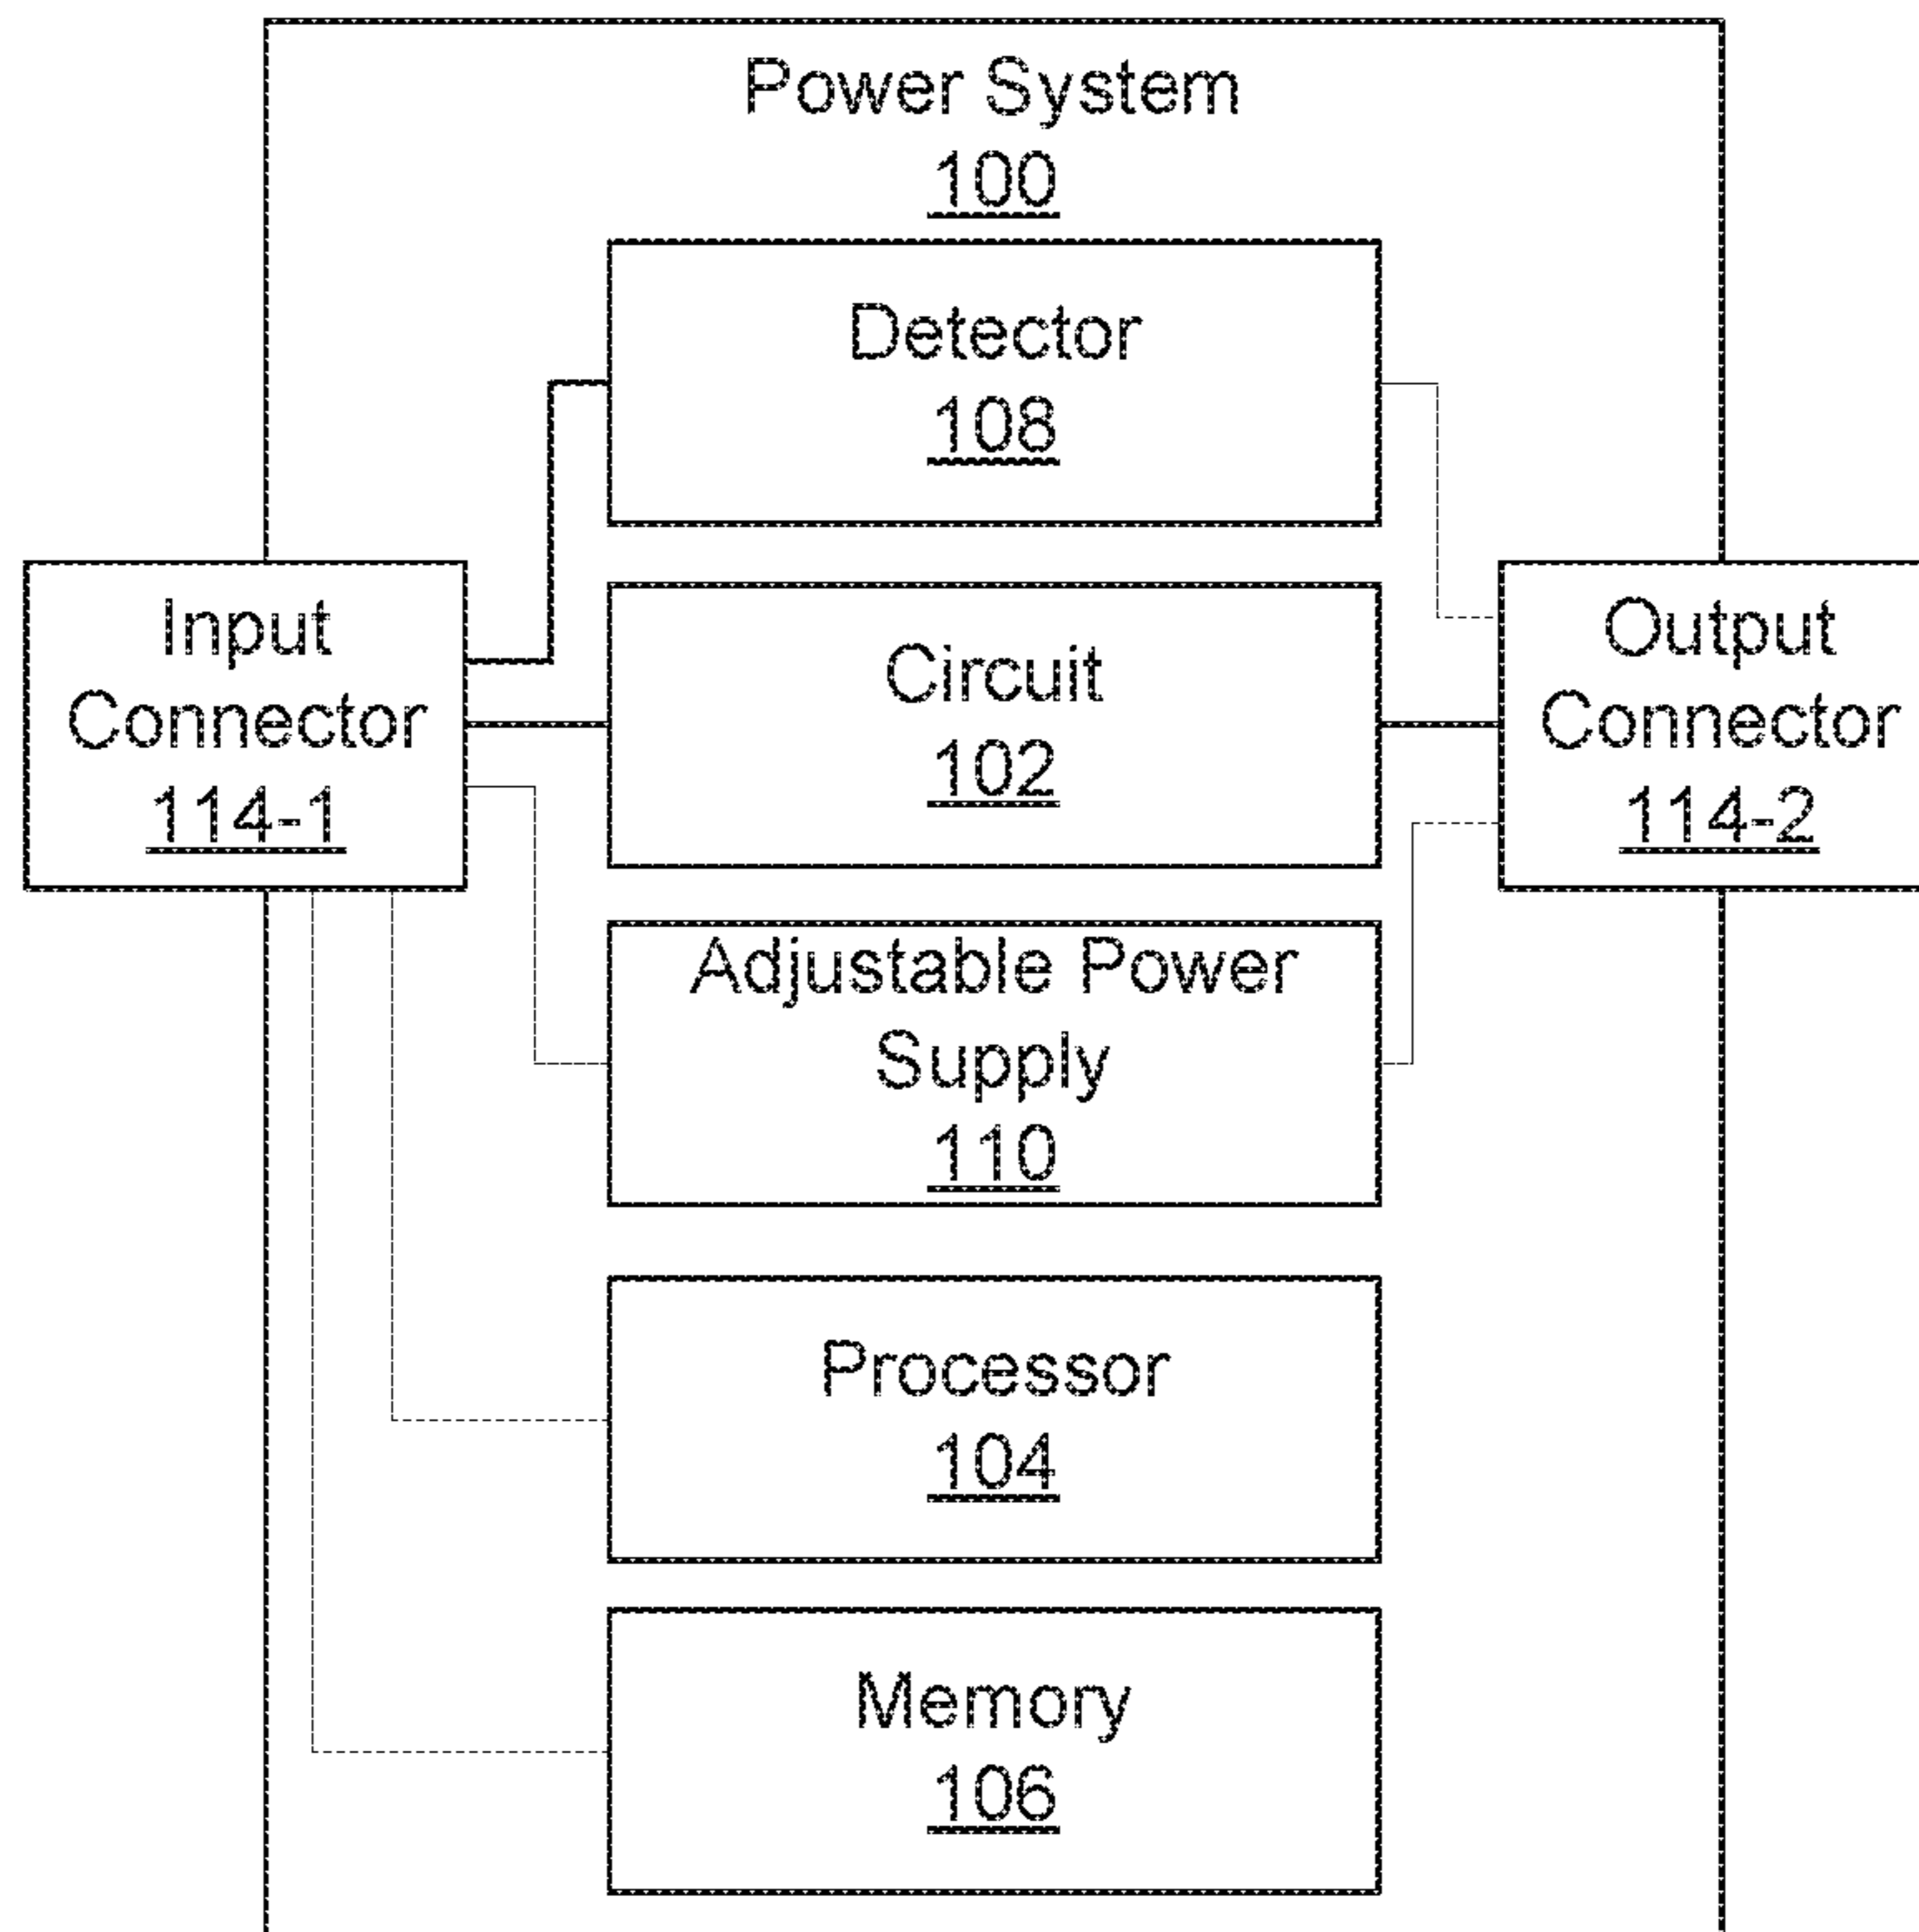 Power System
100
Detector
108
Input
Connector
114-1
Circuit
102
Output
Connector
114-2
Adjustable Power
Supply
110
Processor
104
Memory
106